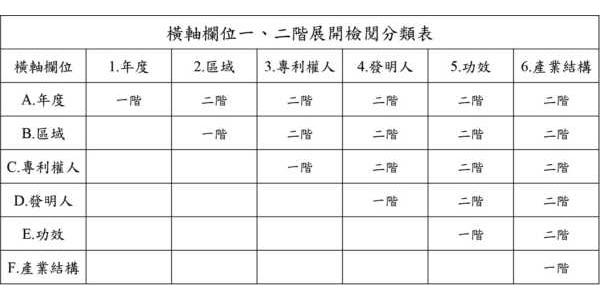 橫軸欄位一、二階展開檢閱分類表
橫軸欄位 1.年度 2.區域 3.專利權人 4.發明人 5.功效 6.產業結構
A.年度 一階 二階 二階 二階 二階 二階
B.區域 一階 二階 二階 二階 二階
C.專利權人 一階 二階 二階 二階
D.發明人 一階 二階 二階
E.功效 一階 二階
F.產業結構 一階